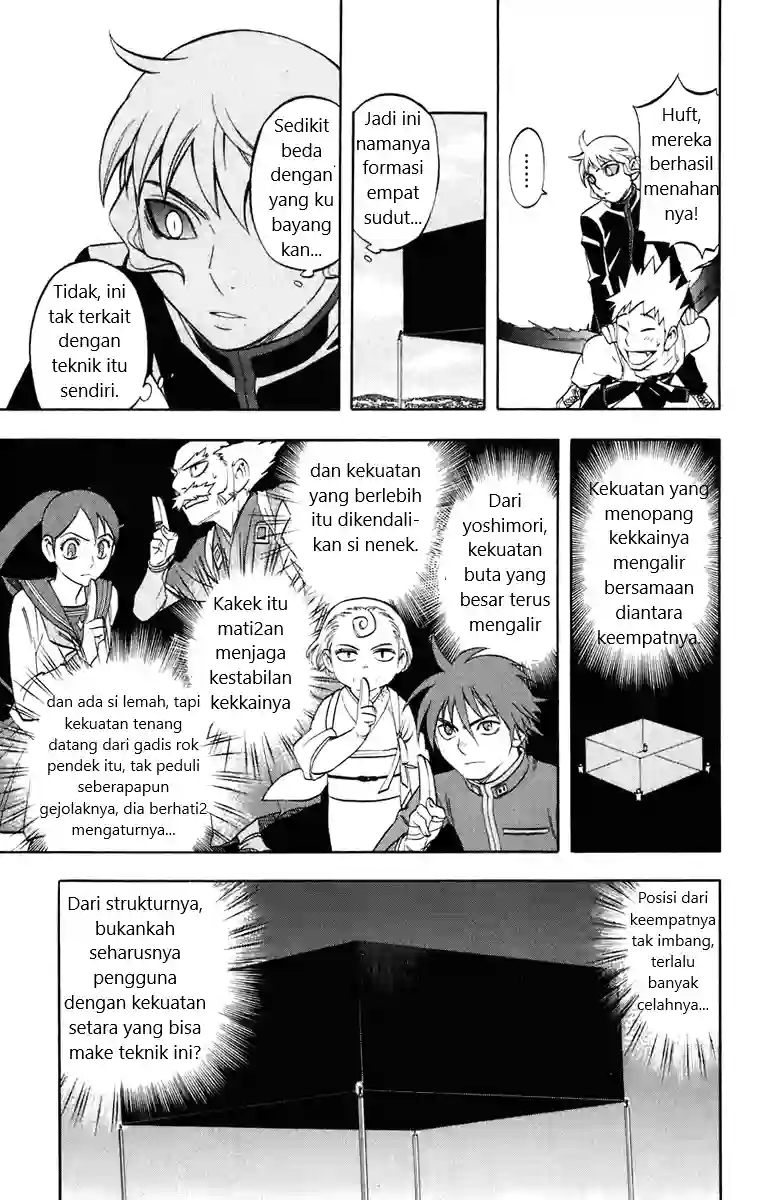 Huft,
mereka
berhasil
menahan
nya!
......
Jadi ini
namanya
formasi
empat
sudut...
Sedikit
beda
dengan
yang ku
bayang
kan...
Tidak, ini
tak terkait
dengan
teknik itu
sendiri.
Kekuatan yang
menopang
kekkainya
mengalir
bersamaan
diantara
keempatnya.
Dari
yoshimori,
kekuatan
buta yang
besar terus
mengalir
dan kekuatan
yang berlebih
itu dikendali-
kan si nenek.
Kakek itu
mati2an
menjaga
kestabilan
kekkainya
dan ada si lemah, tapi
kekuatan tenang
datang dari gadis rok
pendek itu, tak peduli
seberapapun
gejolaknya, dia berhati2
mengaturnya...
Posisi dari
keempatnya
tak imbang,
terlalu
banyak
celahnya...
Dari strukturnya,
bukankah
seharusnya
pengguna
dengan kekuatan
setara yang bisa
make teknik ini?